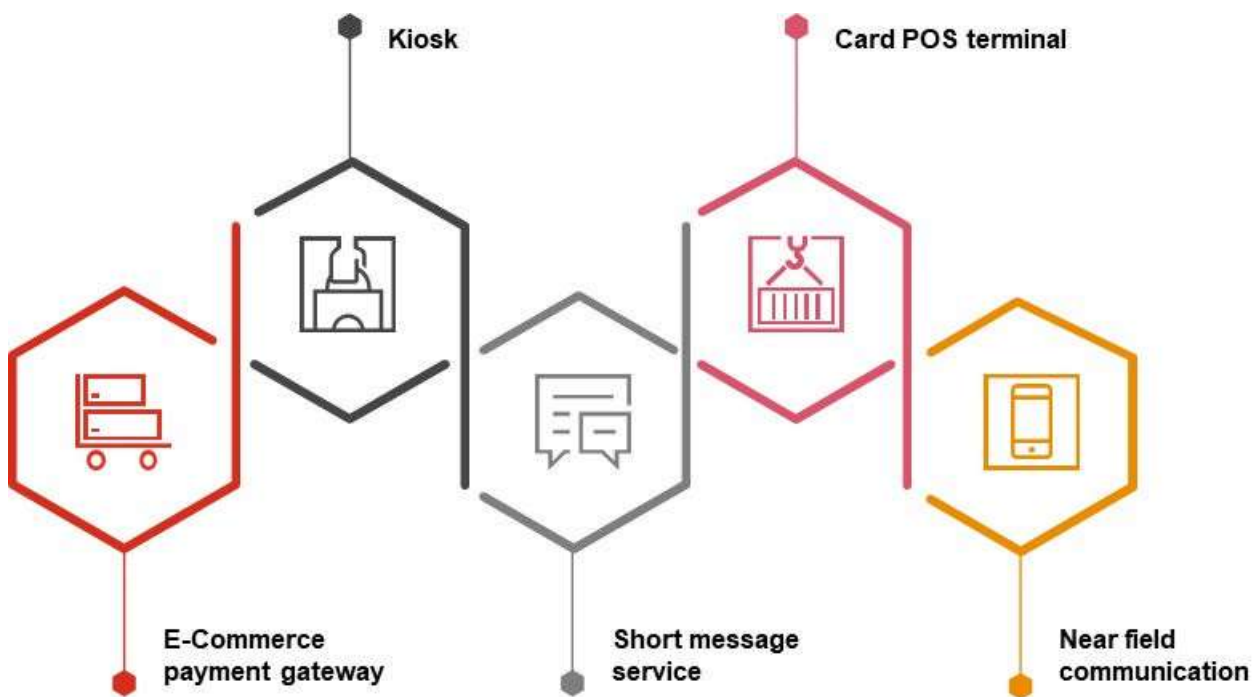 Kiosk
Card POS terminal
E-Commerce
payment gateway
Short message
service
Near field
communication